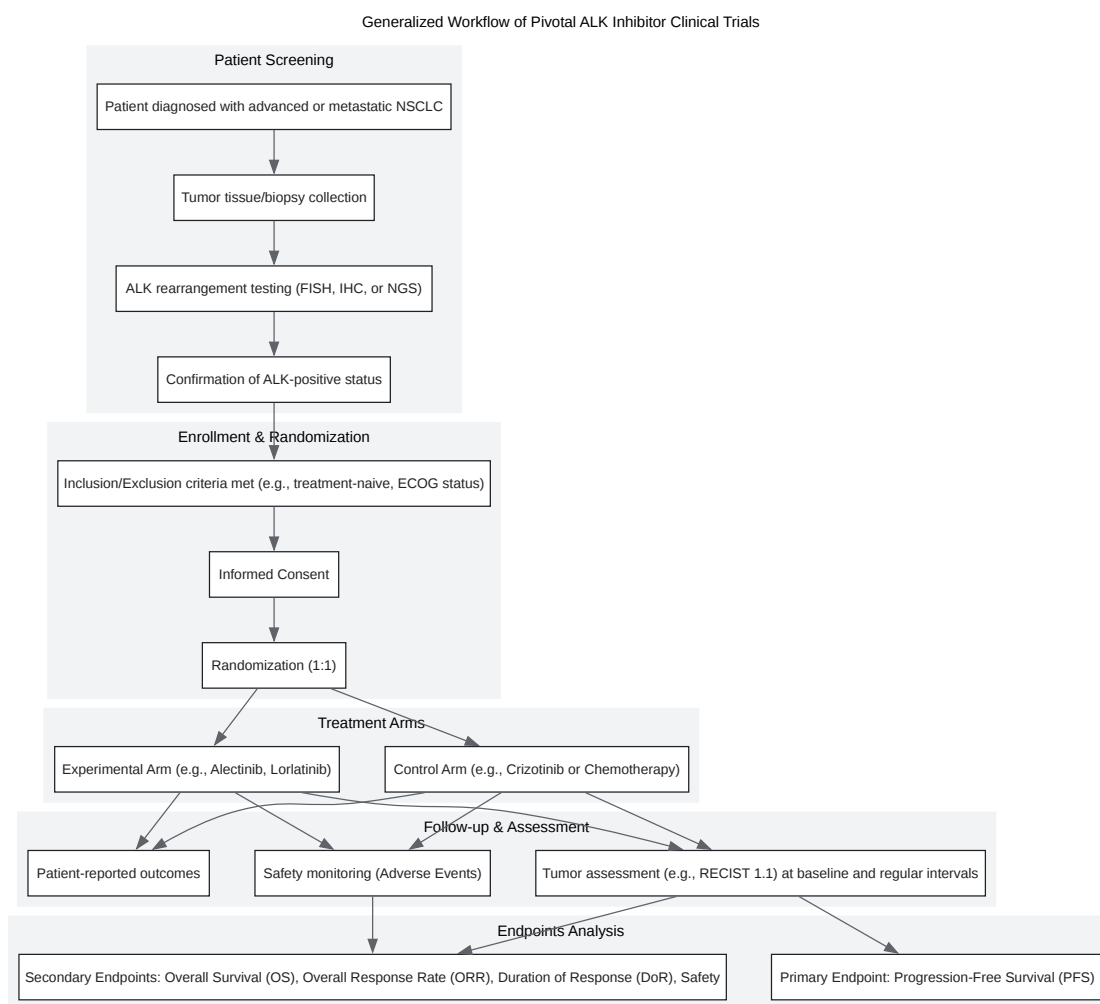 Generalized Workflow of Pivotal ALK Inhibitor Clinical Trials
Patient Screening
Patient diagnosed with advanced or metastatic NSCLC
Tumor tissue/biopsy collection
ALK rearrangement testing (FISH, IHC, or NGS)
Confirmation of ALK-positive status
Enrollment & Randomization
Inclusion/Exclusion criteria met (e.g., treatment-naive, ECOG status)
Informed Consent
Randomization (1:1)
Treatment Arms
Experimental Arm (e.g., Alectinib, Lorlatinib)
Control Arm (e.g., Crizotinib or Chemotherapy)
Follow-up & Assessment
Patient-reported outcomes
Safety monitoring (Adverse Events)
Tumor assessment (e.g., RECIST 1.1) at baseline and regular intervals
Endpoints Analysis
Secondary Endpoints: Overall Survival (OS), Overall Response Rate (ORR), Duration of Response (DoR), Safety
Primary Endpoint: Progression-Free Survival (PFS)